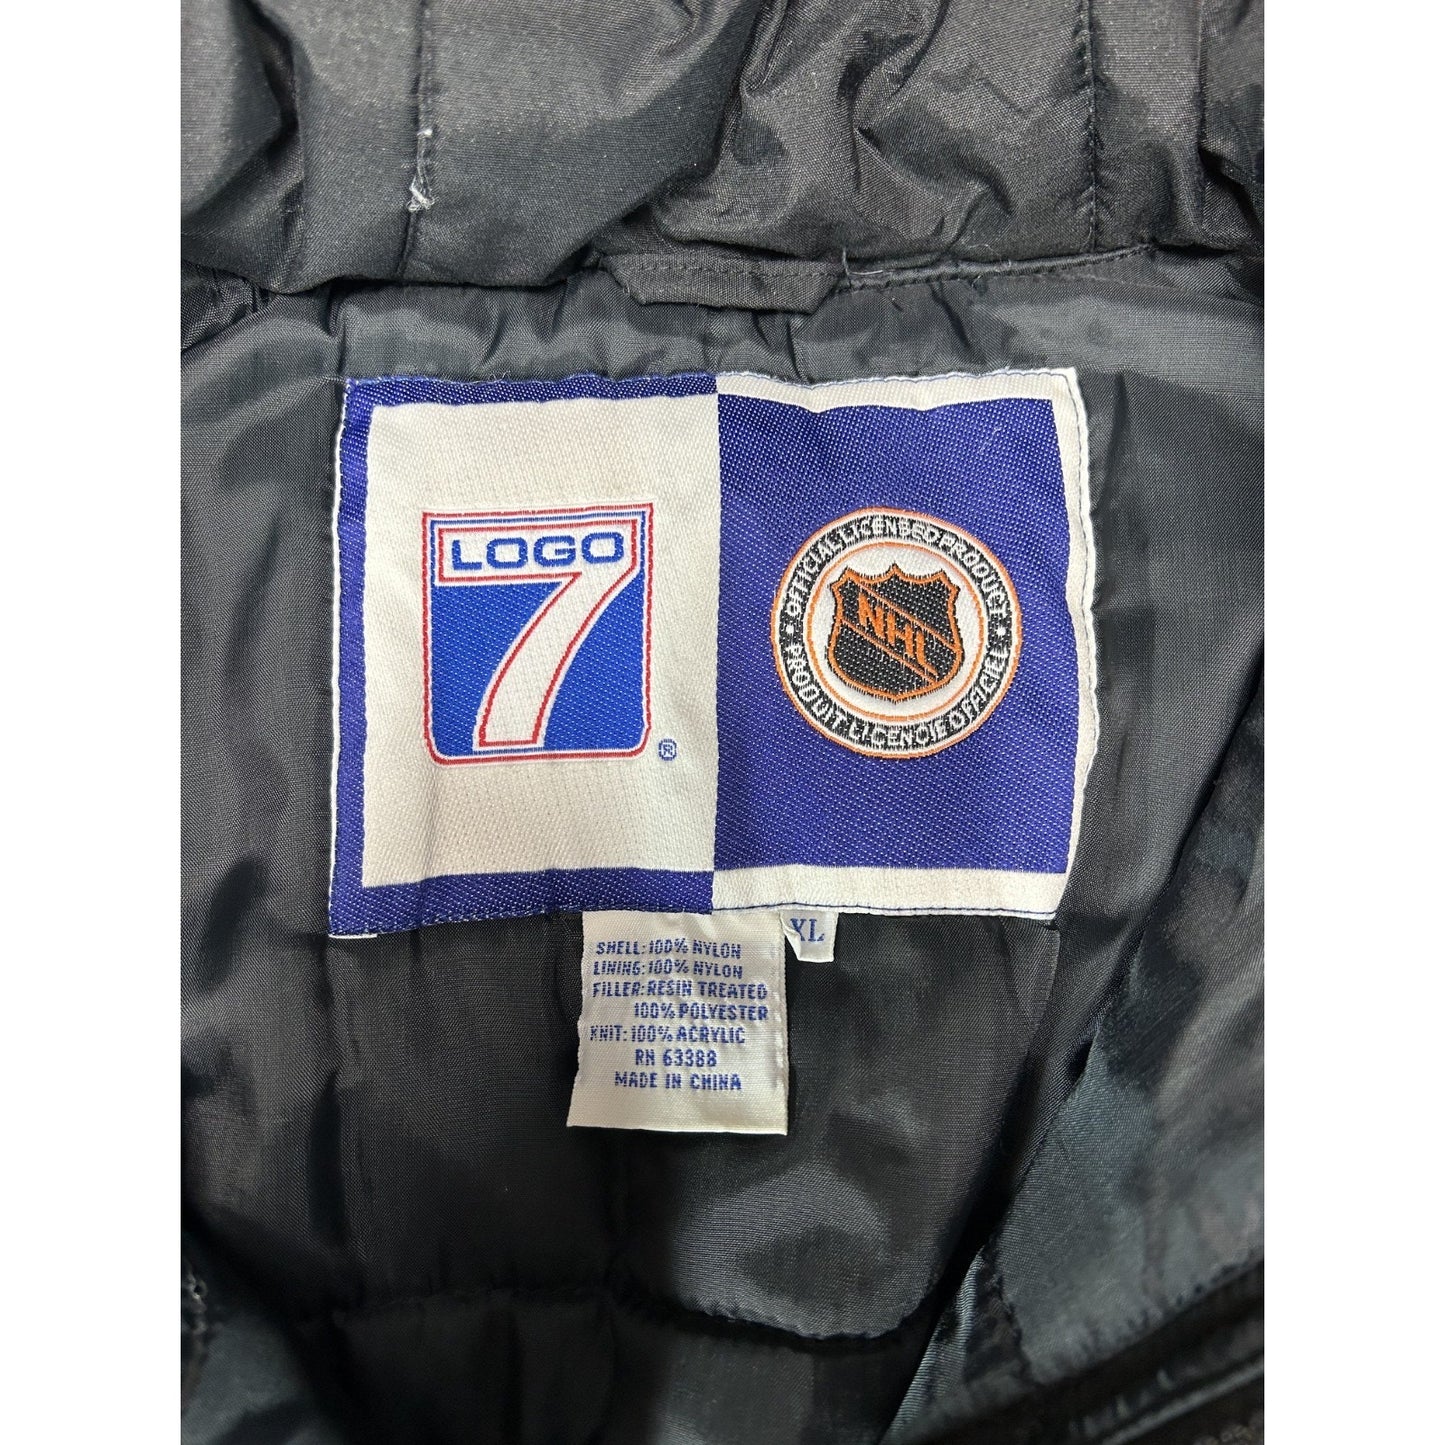 LOGO
7
®
OFFICIAL LICENSED PRODUCT
NHL
PRODUIT LICENCIÉ OFFICIEL
XL
SHELL: 100% NYLON
LINING: 100% NYLON
FILLER: RESIN TREATED
100% POLYESTER
KNIT: 100% ACRYLIC
RN 63388
MADE IN CHINA